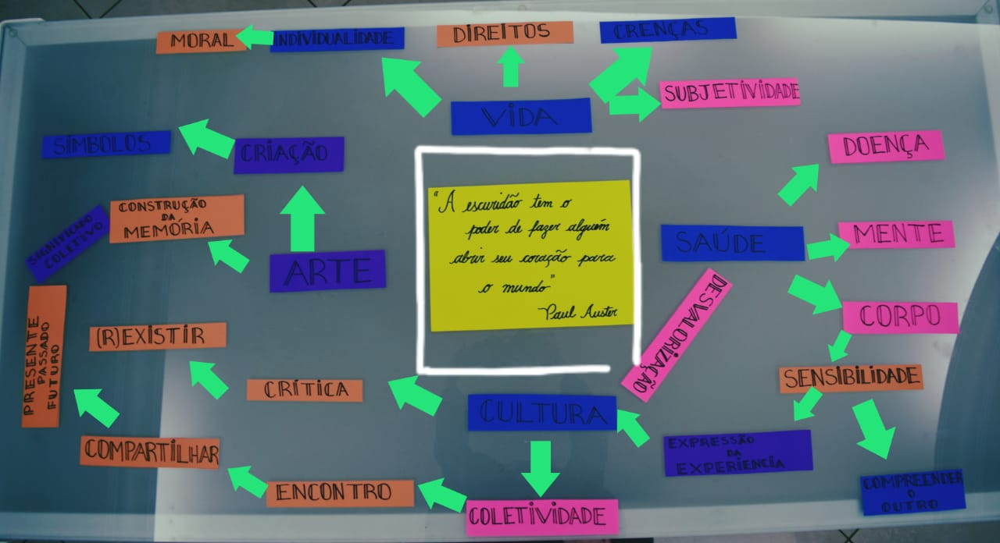 MORAL
INDIVIDUALIDADE
DIREITOS
CRENÇAS
SUBJETIVIDADE
VIDA
SÍMBOLOS
CRIAÇÃO
DOENÇA
CONSTRUÇÃO
DA
MEMÓRIA
SIGNIFICADO
COLETIVO
ARTE
"A escuridão tem o
poder de fazer alguém
abrir seu coração para
o mundo"
Paul Auster
SAÚDE
MENTE
CORPO
DESVALORIZAÇÃO
PRESENTE
PASSADO
FUTURO
(R)EXISTIR
CRÍTICA
CULTURA
SENSIBILIDADE
COMPARTILHAR
ENCONTRO
COLETIVIDADE
EXPRESSÃO
DA
EXPERIENCIA
COMPREENDER
O
OUTRO